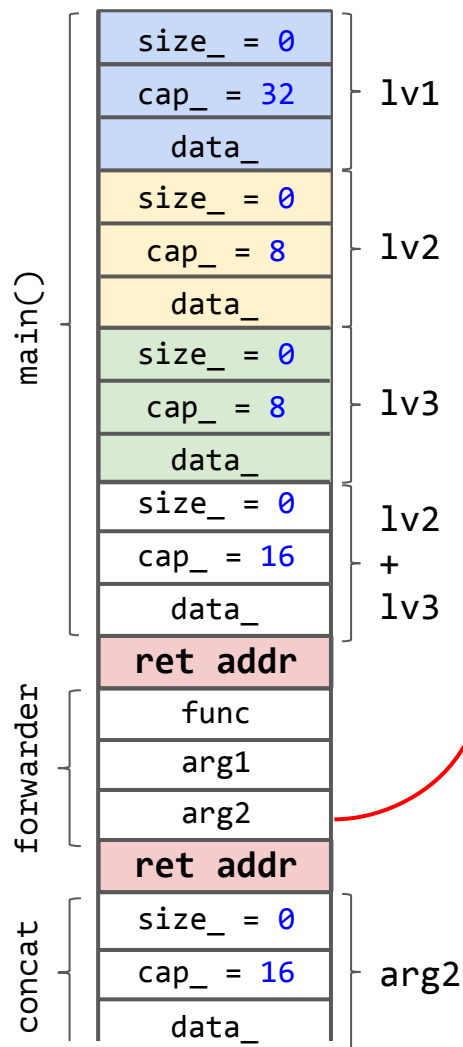 main()
size_ = 0
cap_ = 32
data_
lv1
size_ = 0
cap_ = 8
data_
lv2
size_ = 0
cap_ = 8
data_
lv3
size_ = 0
cap_ = 16
data_
lv2
+
lv3
ret addr
forwarder
func
arg1
arg2
ret addr
concat
size_ = 0
cap_ = 16
data_
arg2